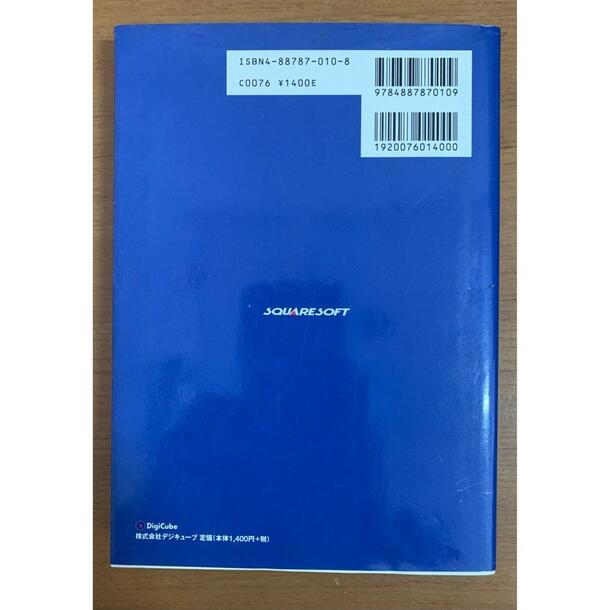 ISBN4-88787-010-8
C0076 ¥1400E
9784887870109
1920076014000
SQUARESOFT
DigiCube
株式会社デジキューブ 定価(本体1,400円+税)